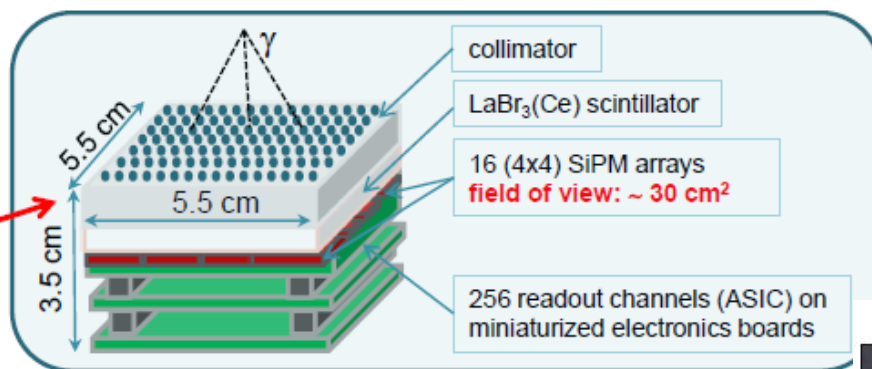 γ
collimator
LaBr₃(Ce) scintillator
16 (4x4) SiPM arrays
field of view: ~ 30 cm²
256 readout channels (ASIC) on
miniaturized electronics boards
5.5 cm
5.5 cm
3.5 cm